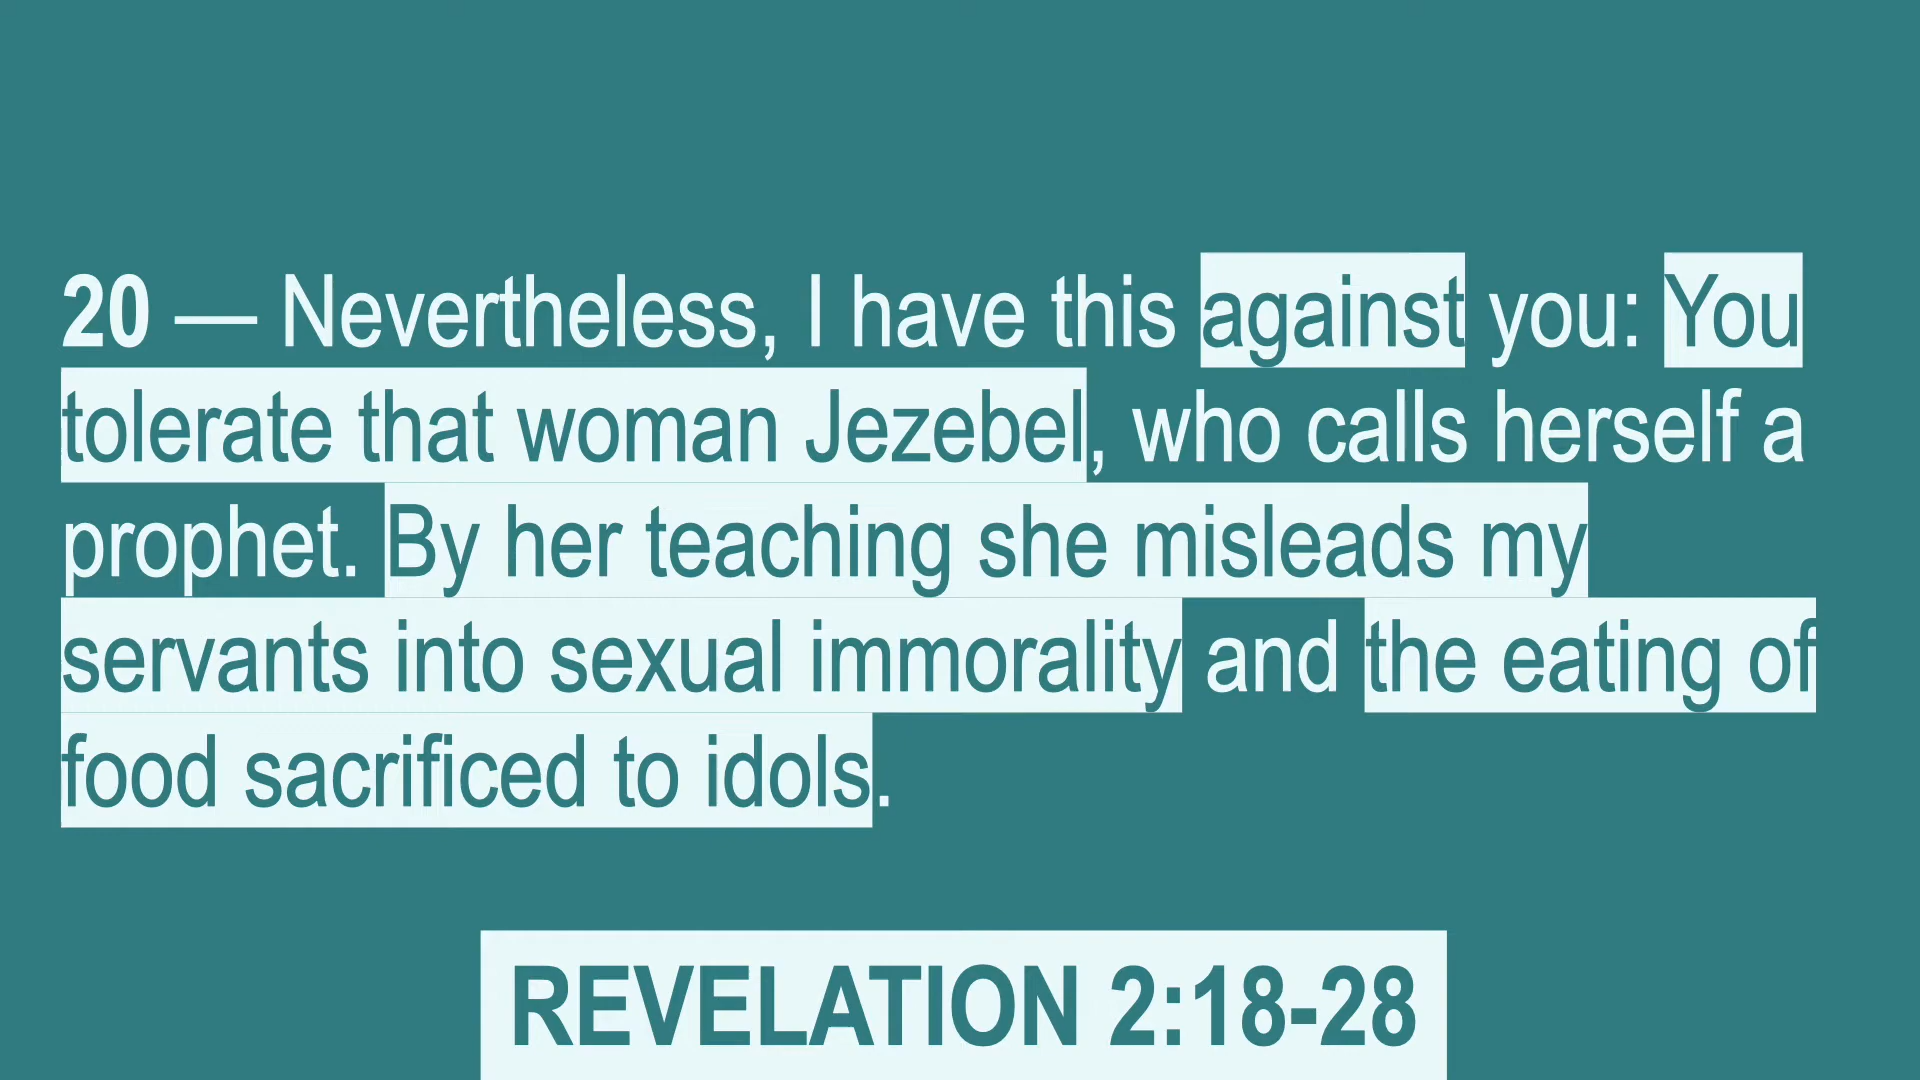 20 — Nevertheless, I have this against you: You
tolerate that woman Jezebel, who calls herself a
prophet. By her teaching she misleads my
servants into sexual immorality and the eating of
food sacrificed to idols.
REVELATION 2:18-28